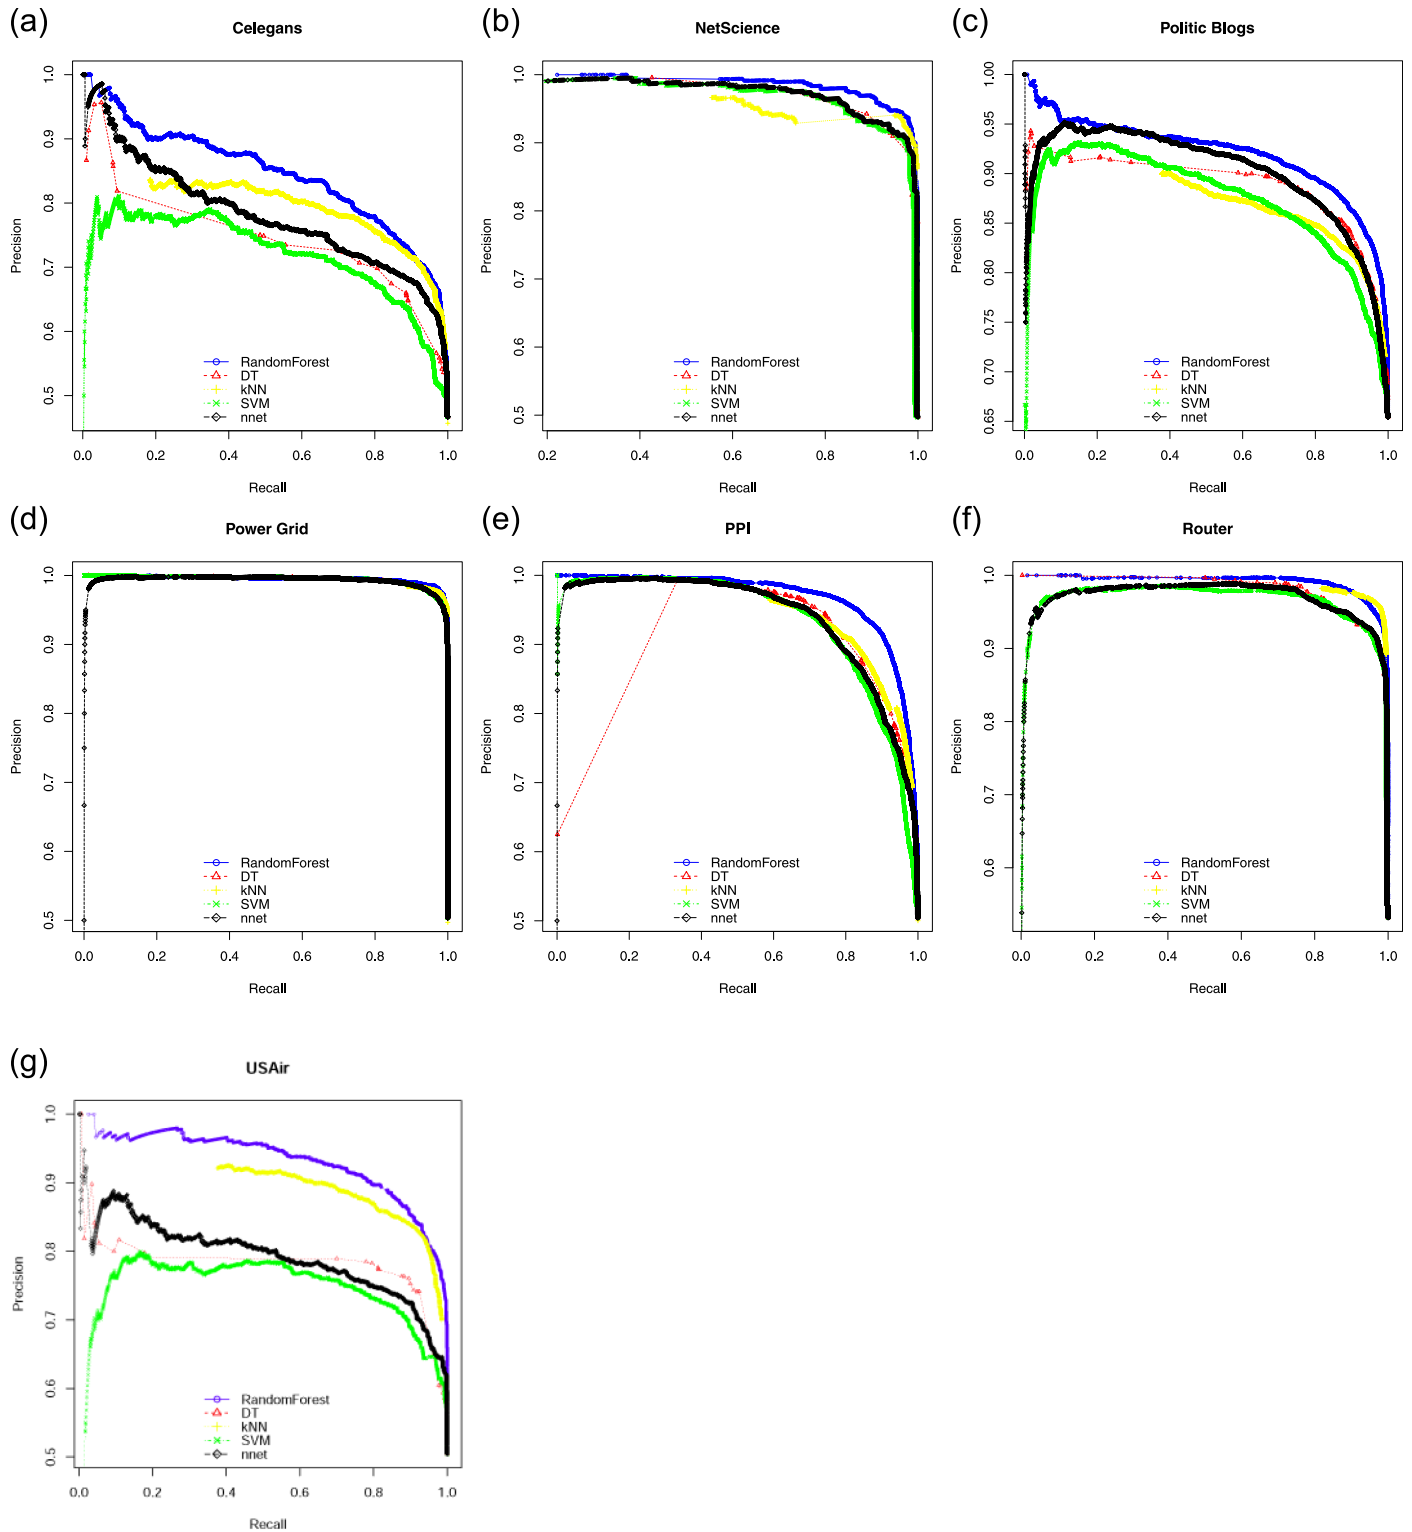 (a)
Celegans
1.0
0.9
0.8
0.7
0.6
0.5
Precision
RandomForest
DT
kNN
SVM
nnet
0.0 0.2 0.4 0.6 0.8 1.0
Recall
(b)
NetScience
1.0
0.9
0.8
0.7
0.6
0.5
Precision
RandomForest
DT
kNN
SVM
nnet
0.2 0.4 0.6 0.8 1.0
Recall
(c)
Politic Blogs
1.00
0.95
0.90
0.85
0.80
0.75
0.70
0.65
Precision
RandomForest
DT
kNN
SVM
nnet
0.0 0.2 0.4 0.6 0.8 1.0
Recall
(d)
Power Grid
1.0
0.9
0.8
0.7
0.6
0.5
Precision
RandomForest
DT
kNN
SVM
nnet
0.0 0.2 0.4 0.6 0.8 1.0
Recall
(e)
PPI
1.0
0.9
0.8
0.7
0.6
0.5
Precision
RandomForest
DT
kNN
SVM
nnet
0.0 0.2 0.4 0.6 0.8 1.0
Recall
(f)
Router
1.0
0.9
0.8
0.7
0.6
Precision
RandomForest
DT
kNN
SVM
nnet
0.0 0.2 0.4 0.6 0.8 1.0
Recall
(g)
USAir
1.0
0.9
0.8
0.7
0.6
0.5
Precision
RandomForest
DT
kNN
SVM
nnet
0.0 0.2 0.4 0.6 0.8 1.0
Recall